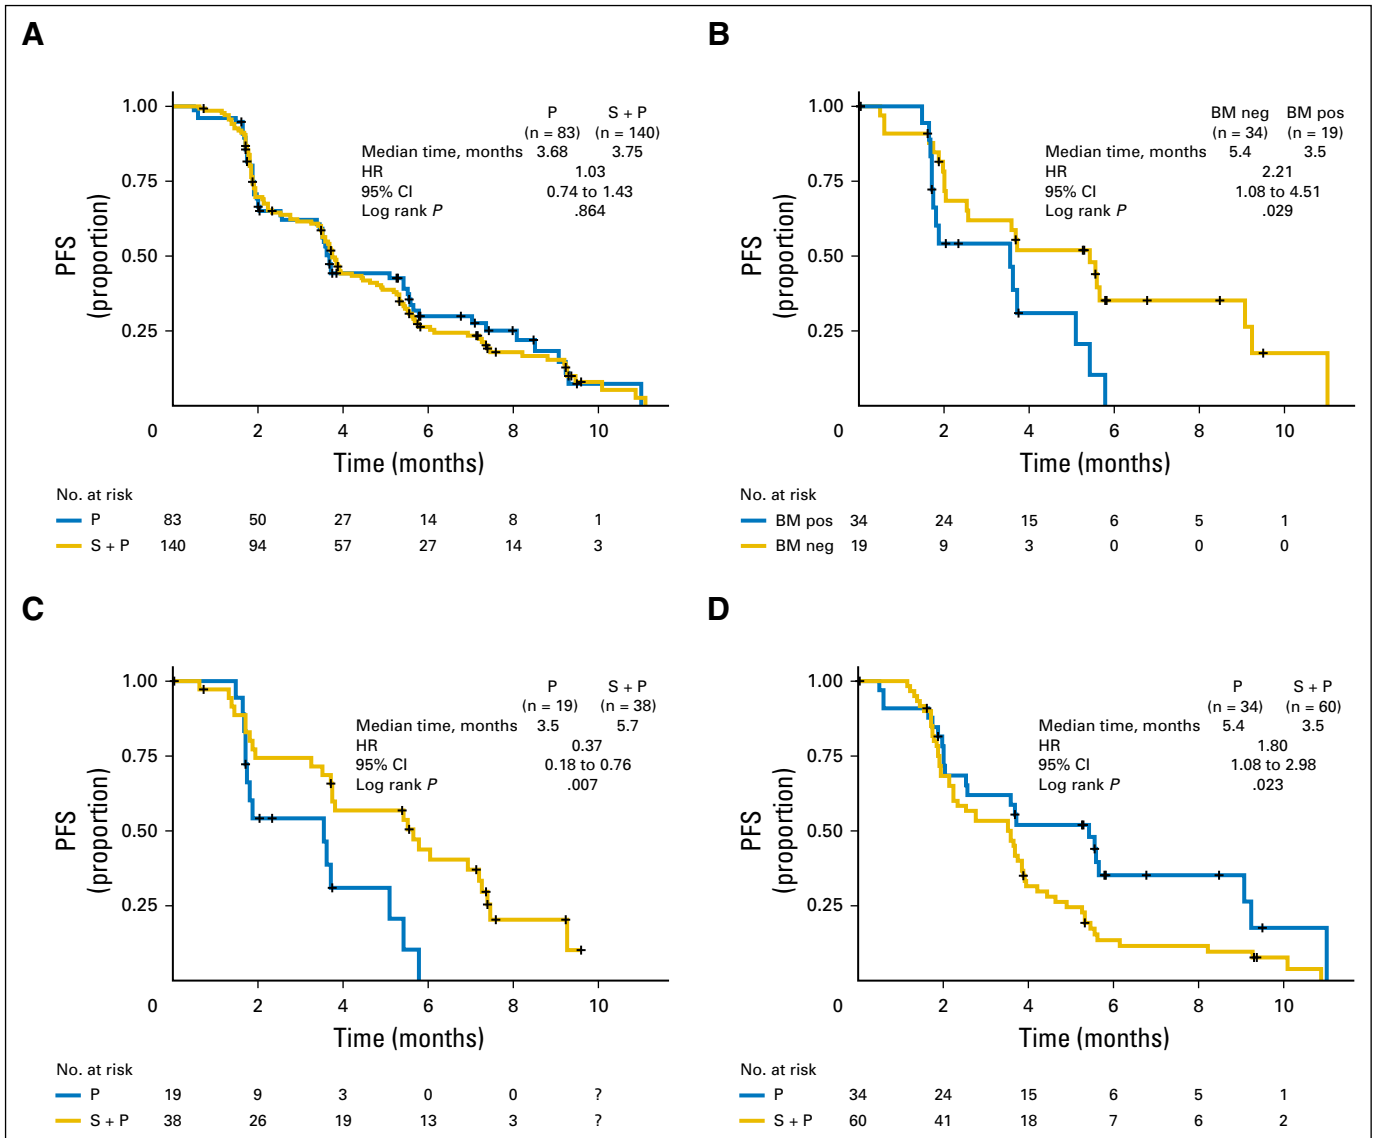 A
PFS
(proportion)
1.00
0.75
0.50
0.25
P S + P
(n = 83) (n = 140)
Median time, months 3.68 3.75
HR 1.03
95% CI 0.74 to 1.43
Log rank P .864
0 2 4 6 8 10
Time (months)
No. at risk
P 83 50 27 14 8 1
S + P 140 94 57 27 14 3
B
PFS
(proportion)
1.00
0.75
0.50
0.25
BM neg BM pos
(n = 34) (n = 19)
Median time, months 5.4 3.5
HR 2.21
95% CI 1.08 to 4.51
Log rank P .029
0 2 4 6 8 10
Time (months)
No. at risk
BM pos 34 24 15 6 5 1
BM neg 19 9 3 0 0 0
C
PFS
(proportion)
1.00
0.75
0.50
0.25
P S + P
(n = 19) (n = 38)
Median time, months 3.5 5.7
HR 0.37
95% CI 0.18 to 0.76
Log rank P .007
0 2 4 6 8 10
Time (months)
No. at risk
P 19 9 3 0 0 ?
S + P 38 26 19 13 3 ?
D
PFS
(proportion)
1.00
0.75
0.50
0.25
P S + P
(n = 34) (n = 60)
Median time, months 5.4 3.5
HR 1.80
95% CI 1.08 to 2.98
Log rank P .023
0 2 4 6 8 10
Time (months)
No. at risk
P 34 24 15 6 5 1
S + P 60 41 18 7 6 2